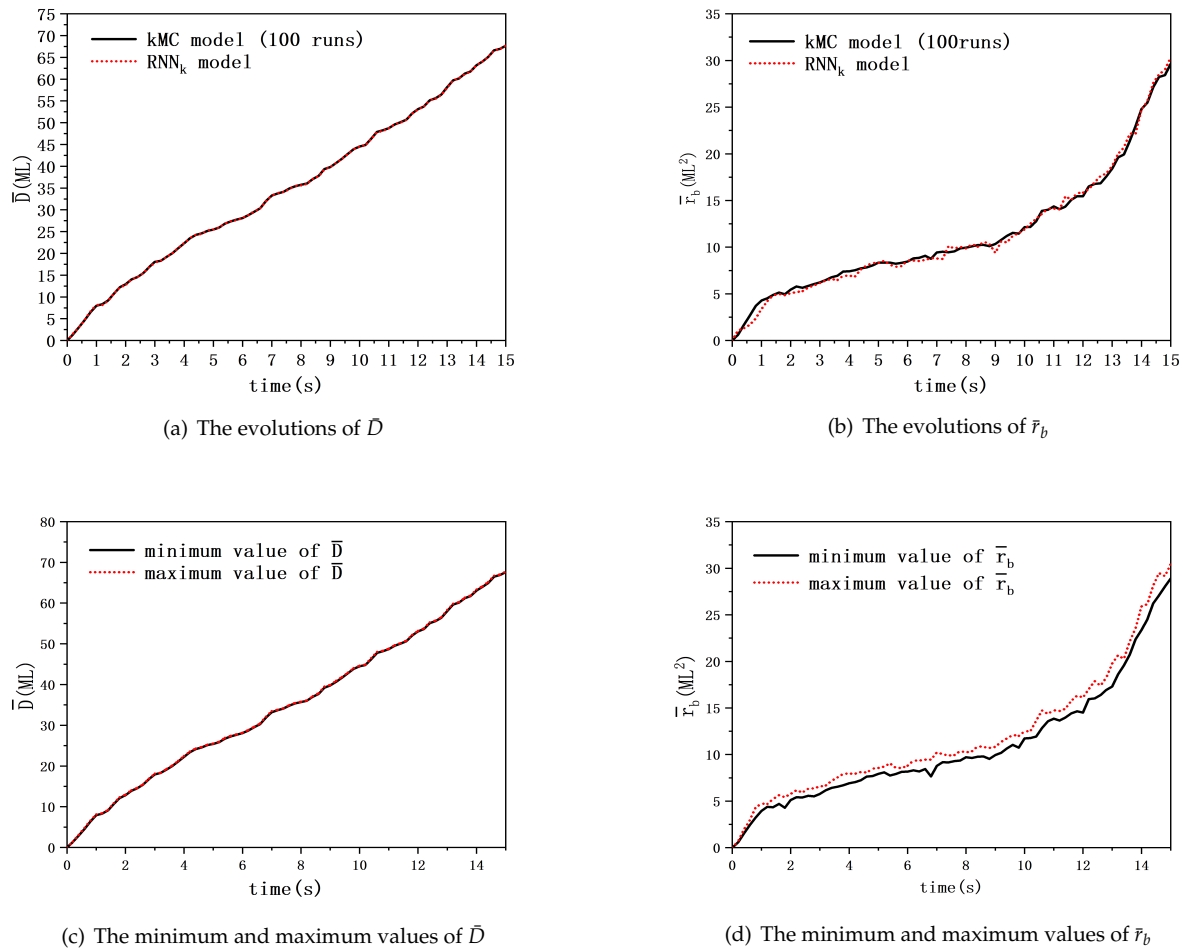 75
70
65
60
55
50
45
40
35
30
25
20
15
10
5
0
D̄(ML)
kMC model (100 runs)
RNNₖ model
0 1 2 3 4 5 6 7 8 9 10 11 12 13 14 15
time(s)
(a) The evolutions of D̄
35
30
25
20
15
10
5
0
r̄_b(ML²)
kMC model (100runs)
RNNₖ model
0 1 2 3 4 5 6 7 8 9 10 11 12 13 14 15
time(s)
(b) The evolutions of r̄_b
80
70
60
50
40
30
20
10
0
D̄(ML)
minimum value of D̄
maximum value of D̄
0 2 4 6 8 10 12 14
time(s)
(c) The minimum and maximum values of D̄
35
30
25
20
15
10
5
0
r̄_b(ML²)
minimum value of r̄_b
maximum value of r̄_b
0 2 4 6 8 10 12 14
time(s)
(d) The minimum and maximum values of r̄_b